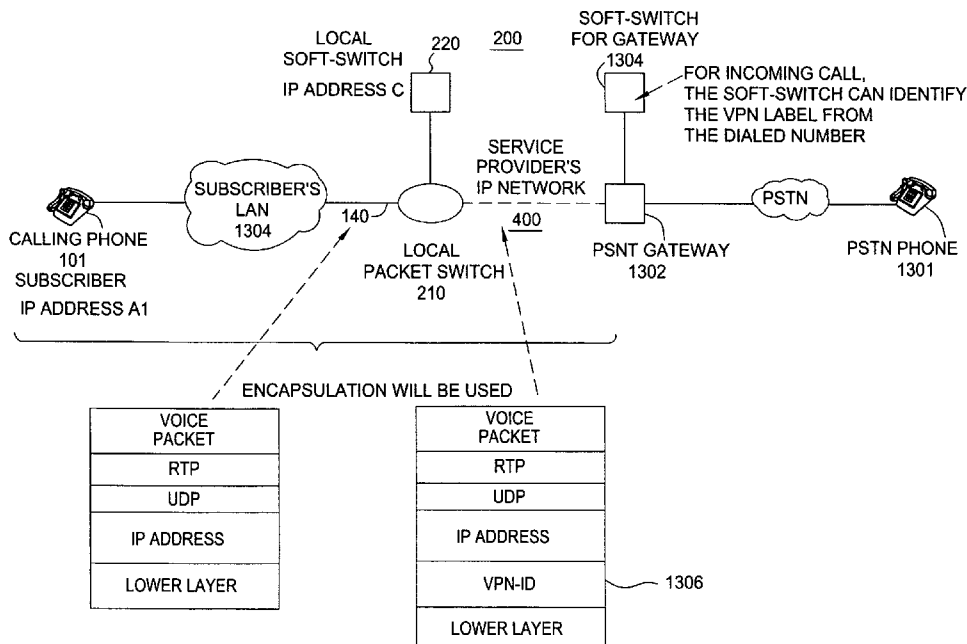 LOCAL
SOFT-SWITCH
IP ADDRESS C
220
200
SOFT-SWITCH
FOR GATEWAY
1304
FOR INCOMING CALL,
THE SOFT-SWITCH CAN IDENTIFY
THE VPN LABEL FROM
THE DIALED NUMBER
CALLING PHONE
101
SUBSCRIBER
IP ADDRESS A1
SUBSCRIBER'S
LAN
1304
140
LOCAL
PACKET SWITCH
210
SERVICE
PROVIDER'S
IP NETWORK
400
PSNT GATEWAY
1302
PSTN
PSTN PHONE
1301
ENCAPSULATION WILL BE USED
VOICE
PACKET
RTP
UDP
IP ADDRESS
LOWER LAYER
VOICE
PACKET
RTP
UDP
IP ADDRESS
VPN-ID
1306
LOWER LAYER